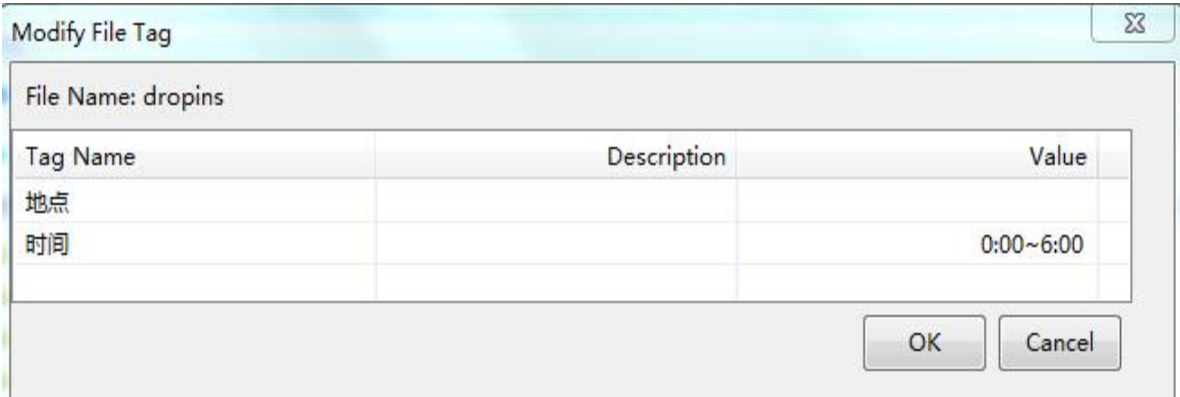 Modify File Tag
File Name: dropins
Tag Name Description Value
地点
时间 0:00~6:00
OK Cancel